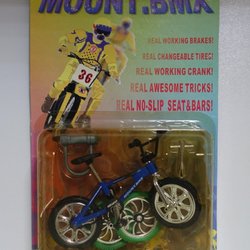 MOUNT.BMX
REAL WORKING BRAKES!
REAL CHANGEABLE TIRE!
REAL WORKING CRANK!
REAL AWESOME TRICKS!
REAL NO-SLIP SEAT&BARS!
36